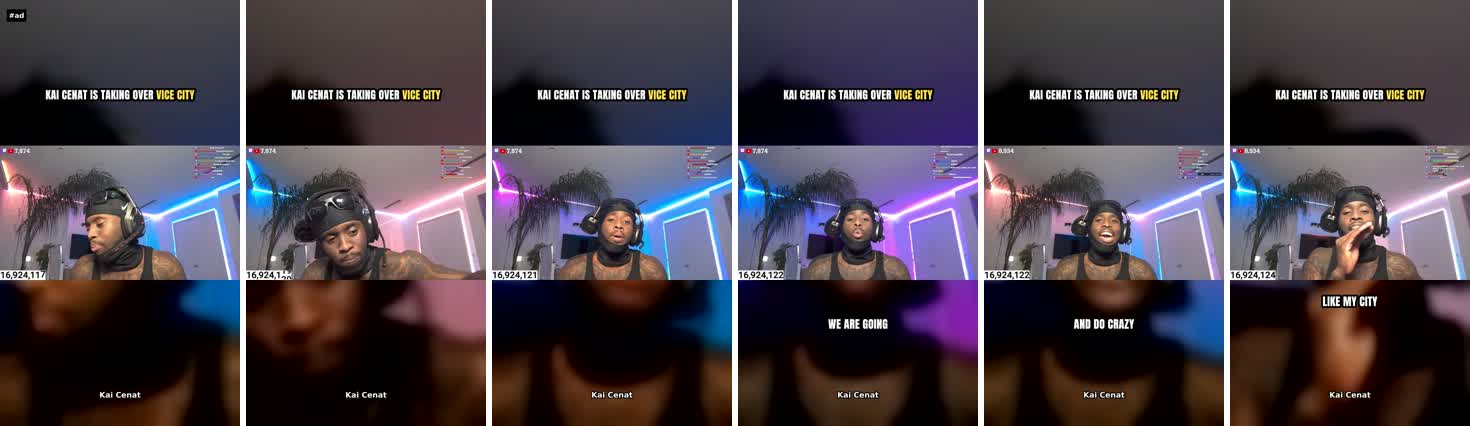 #ad
KAI CENAT IS TAKING OVER VICE CITY
7,874
16,924,117
Kai Cenat
KAI CENAT IS TAKING OVER VICE CITY
7,874
Kai Cenat
KAI CENAT IS TAKING OVER VICE CITY
7,874
16,924,121
Kai Cenat
KAI CENAT IS TAKING OVER VICE CITY
7,874
16,924,122
WE ARE GOING
Kai Cenat
KAI CENAT IS TAKING OVER VICE CITY
16,924,122
AND DO CRAZY
Kai Cenat
KAI CENAT IS TAKING OVER VICE CITY
16,924,124
LIKE MY CITY
Kai Cenat